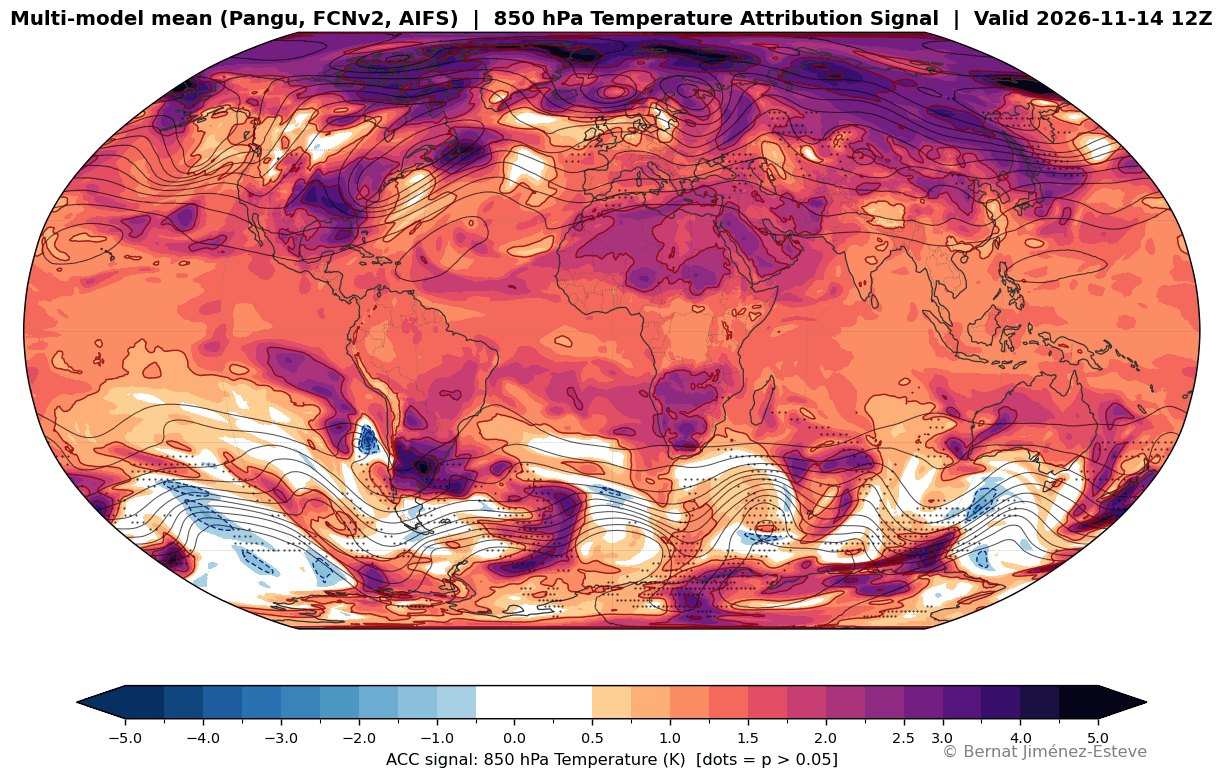 Multi-model mean (Pangu, FCNv2, AIFS)  |  850 hPa Temperature Attribution Signal  |  Valid 2026-11-14 12Z
−5.0 −4.0 −3.0 −2.0 −1.0 0.0 0.5 1.0 1.5 2.0 2.5 3.0 4.0 5.0
ACC signal: 850 hPa Temperature (K)  [dots = p > 0.05]
© Bernat Jiménez-Esteve